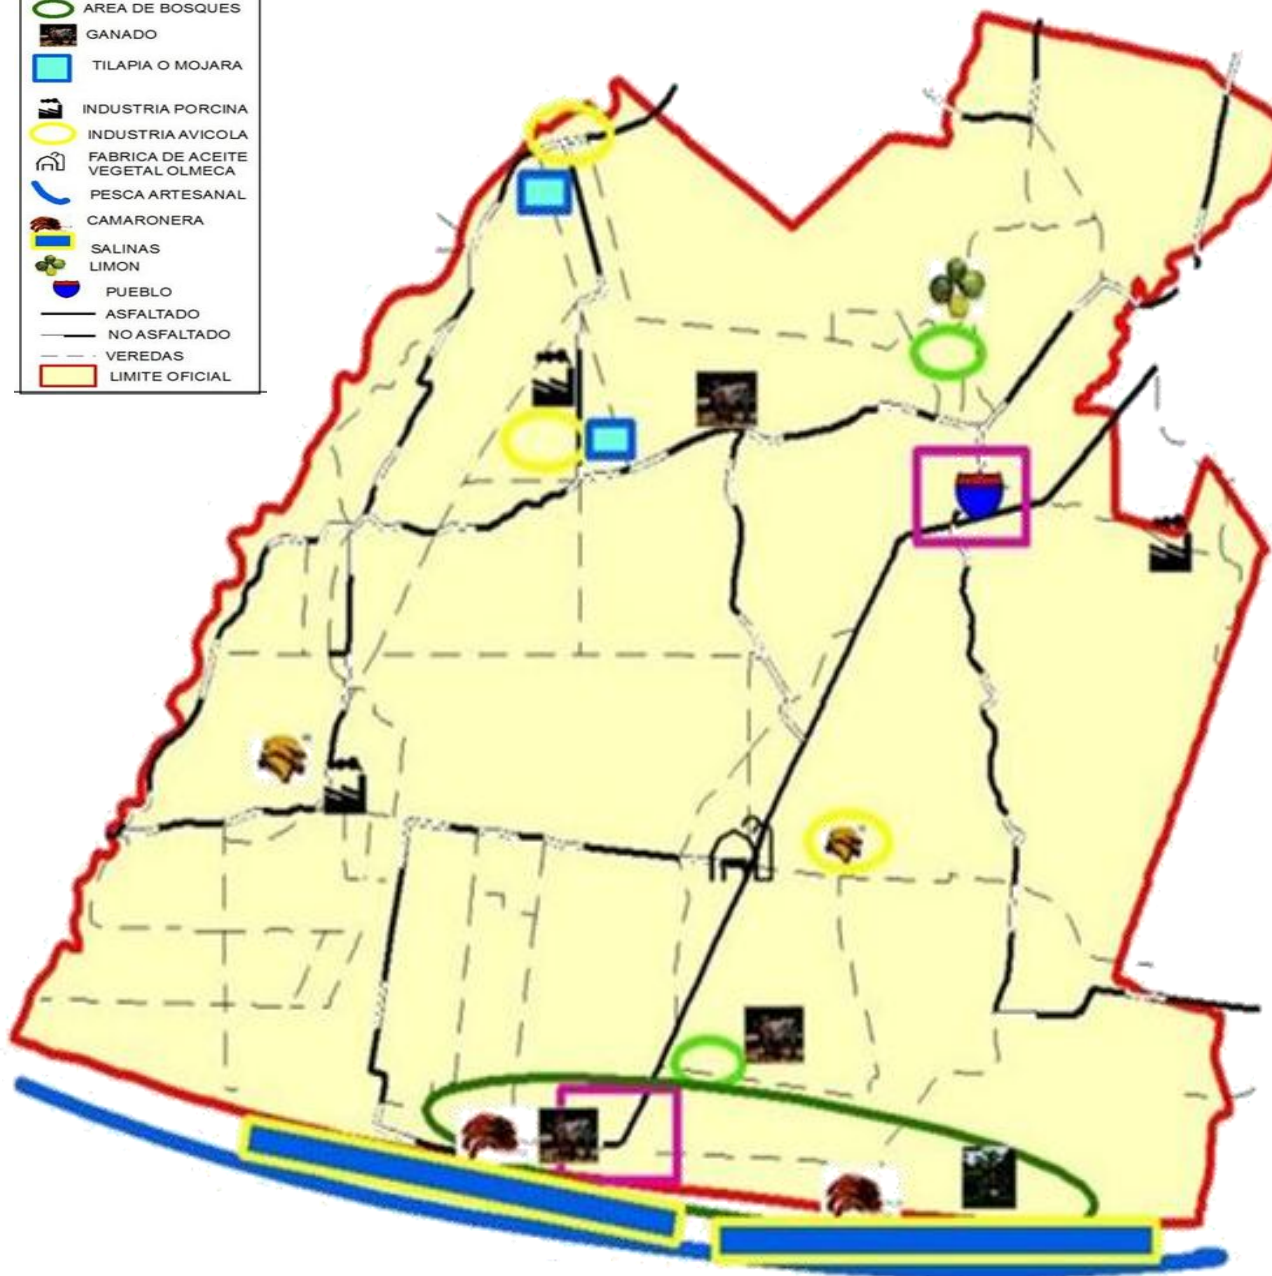 AREA DE BOSQUES
GANADO
TILAPIA O MOJARA
INDUSTRIA PORCINA
INDUSTRIA AVICOLA
FABRICA DE ACEITE
VEGETAL OLMECA
PESCA ARTESANAL
CAMARONERA
SALINAS
LIMON
PUEBLO
ASFALTADO
NO ASFALTADO
VEREDAS
LIMITE OFICIAL